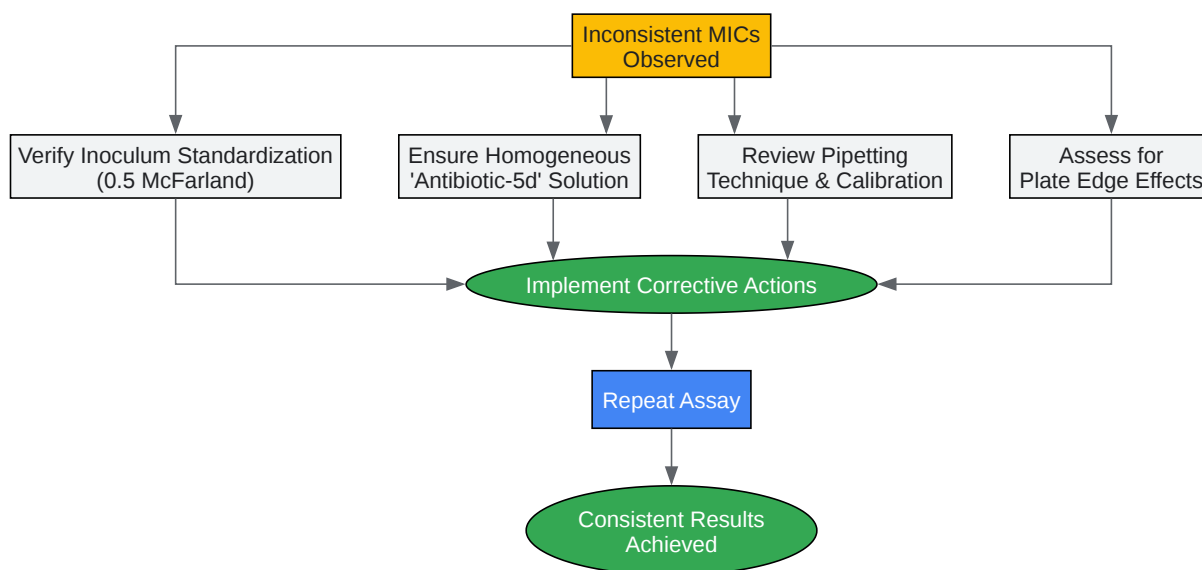 Inconsistent MICs
Observed
Verify Inoculum Standardization
(0.5 McFarland)
Ensure Homogeneous
'Antibiotic-5d' Solution
Review Pipetting
Technique & Calibration
Assess for
Plate Edge Effects
Implement Corrective Actions
Repeat Assay
Consistent Results
Achieved